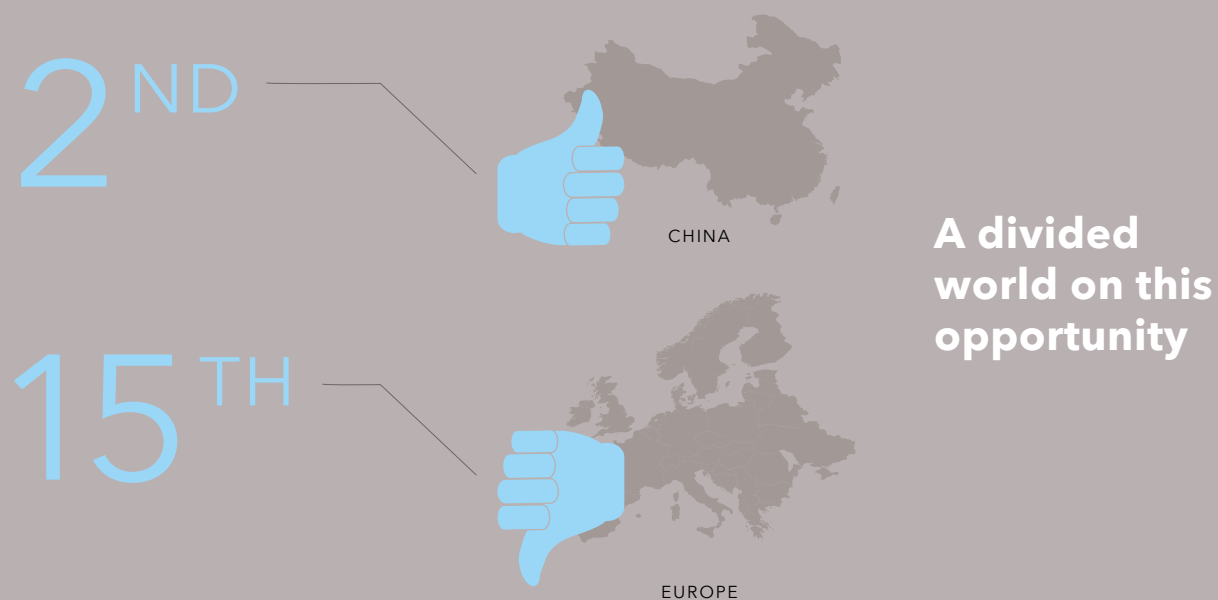 2ND
CHINA
A divided
world on this
opportunity
15TH
EUROPE